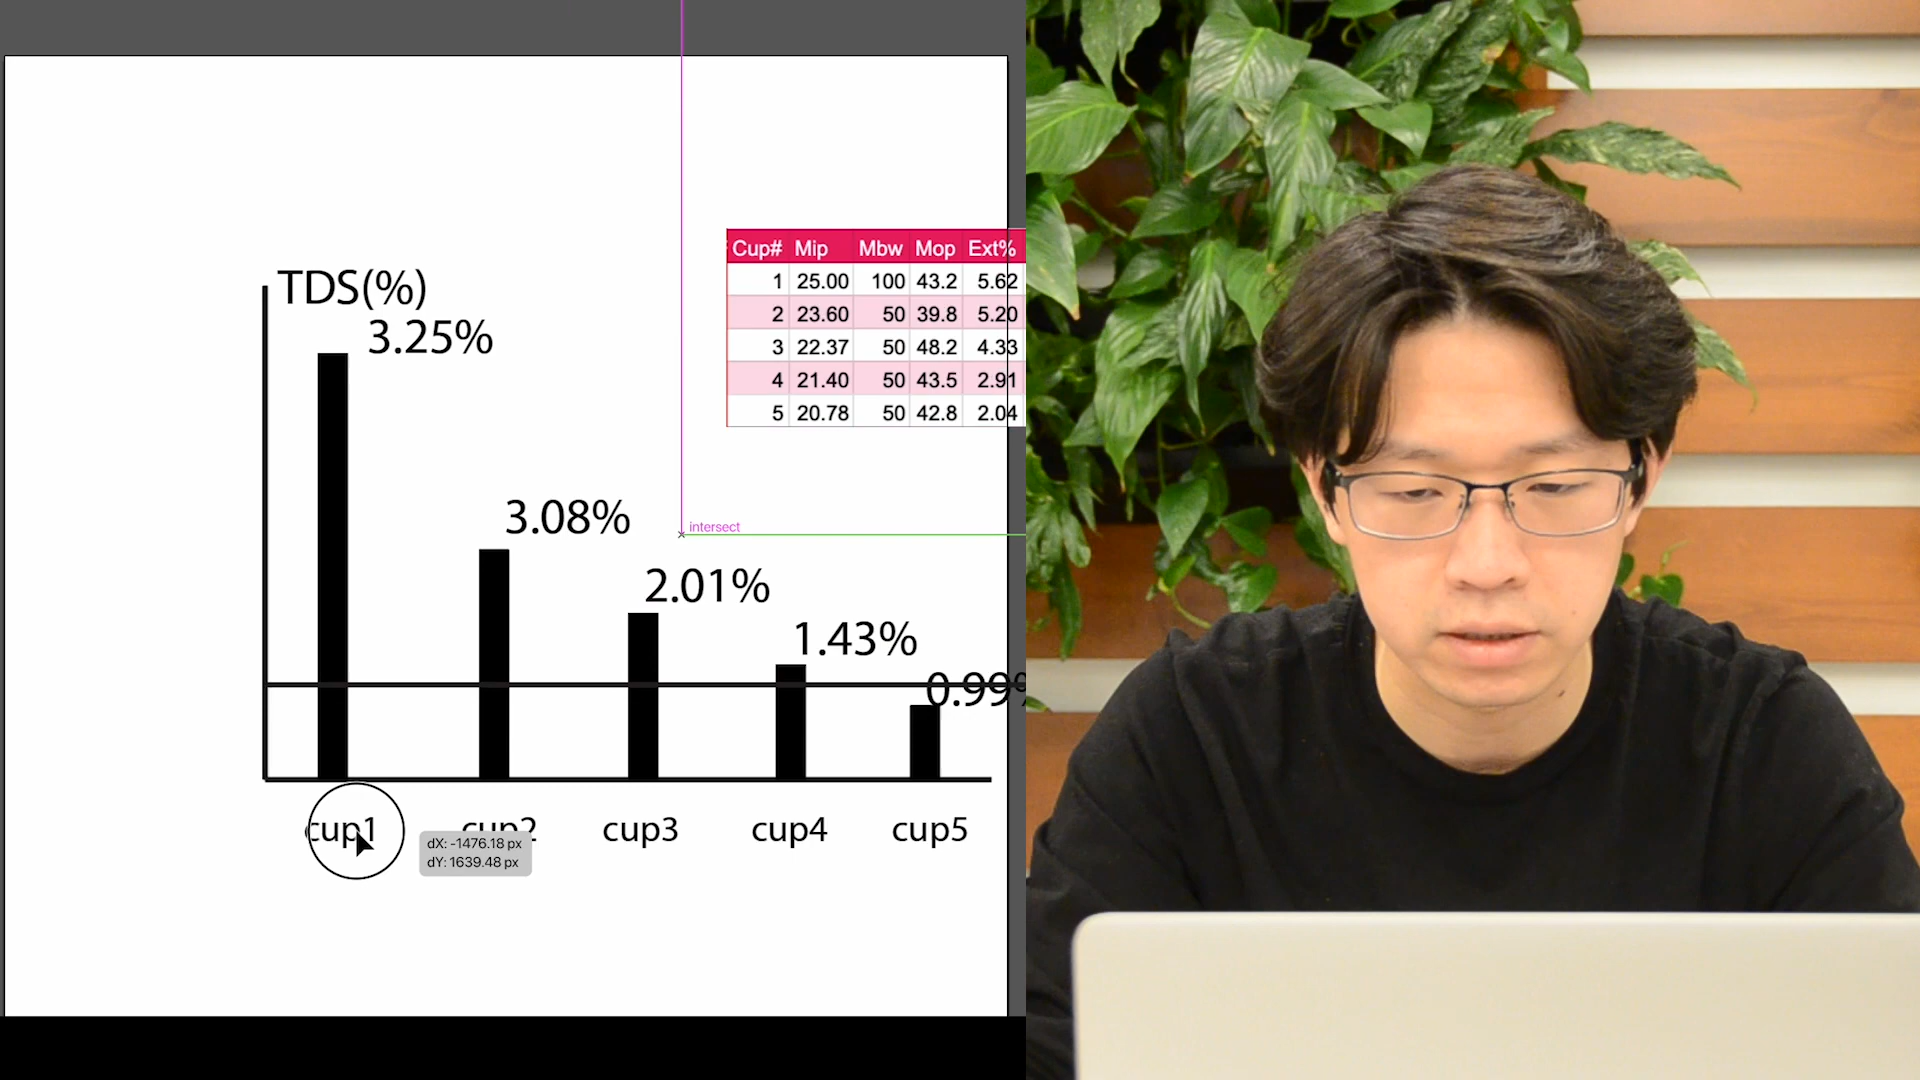 TDS(%)
3.25%
3.08%
2.01%
1.43%
0.99%
cup1 cup2 cup3 cup4 cup5
Cup# Mip Mbw Mop Ext%
1 25.00 100 43.2 5.62
2 23.60 50 39.8 5.20
3 22.37 50 48.2 4.33
4 21.40 50 43.5 2.91
5 20.78 50 42.8 2.04
intersect
dX: -1476.18 px
dY: 1639.48 px